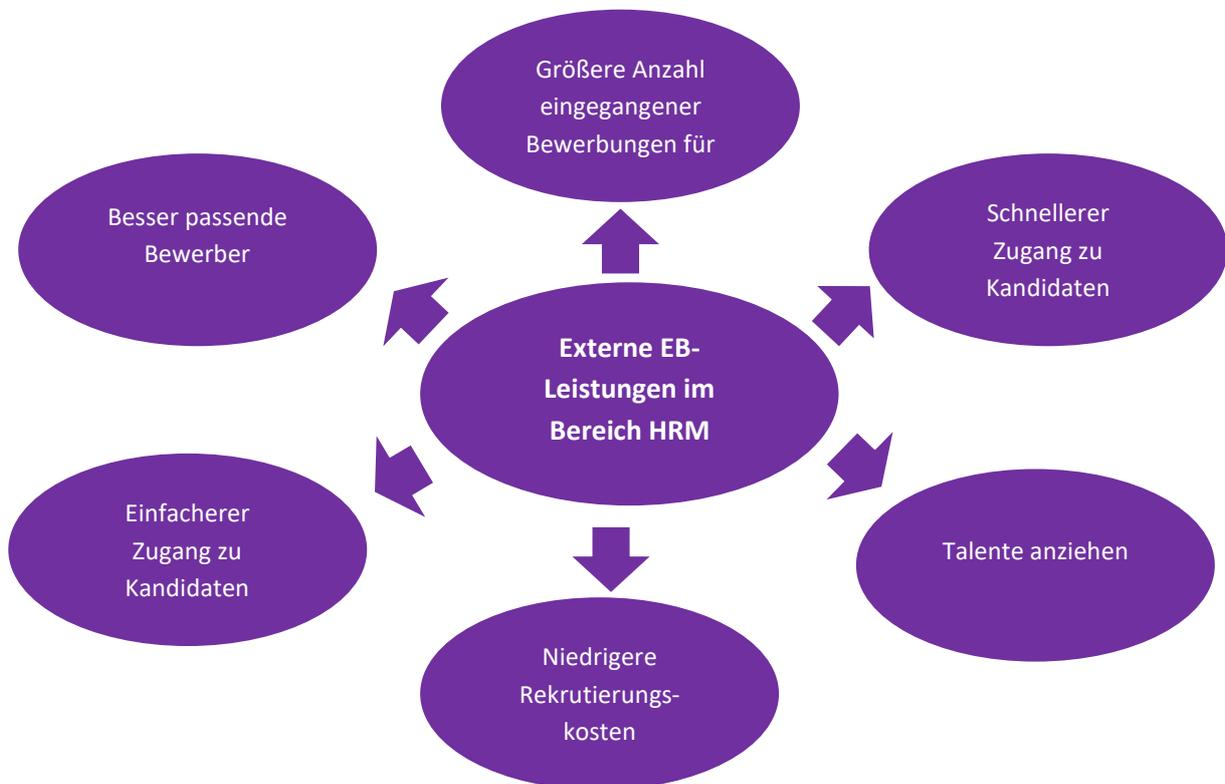 Größere Anzahl
eingegangener
Bewerbungen für
Besser passende
Bewerber
Schnellerer
Zugang zu
Kandidaten
Externe EB-
Leistungen im
Bereich HRM
Einfacherer
Zugang zu
Kandidaten
Talente anziehen
Niedrigere
Rekrutierungs-
kosten